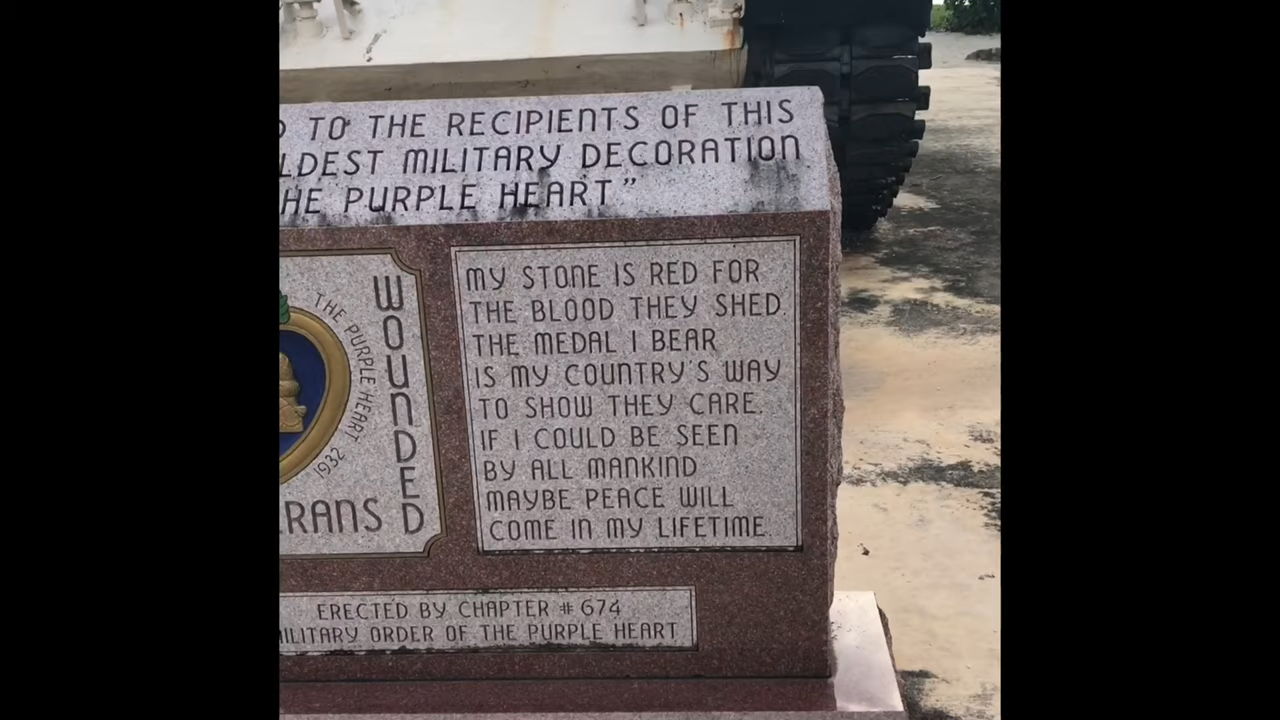 TO THE RECIPIENTS OF THIS
MILITARY DECORATION
PURPLE HEART”
THE PURPLE HEART
1932
WOUNDED
MY STONE IS RED FOR
THE BLOOD THEY SHED.
THE MEDAL I BEAR
IS MY COUNTRY'S WAY
TO SHOW THEY CARE.
IF I COULD BE SEEN
BY ALL MANKIND
MAYBE PEACE WILL
COME IN MY LIFETIME.
ERECTED BY CHAPTER # 674
ORDER OF THE PURPLE HEART